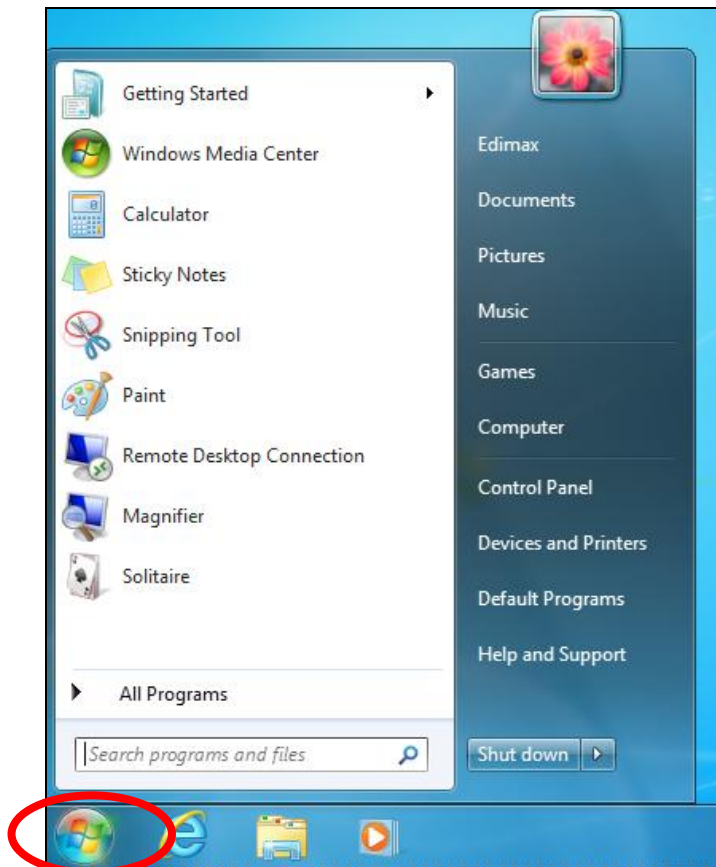 Getting Started
Windows Media Center
Calculator
Sticky Notes
Snipping Tool
Paint
Remote Desktop Connection
Magnifier
Solitaire
All Programs
Search programs and files
Edimax
Documents
Pictures
Music
Games
Computer
Control Panel
Devices and Printers
Default Programs
Help and Support
Shut down